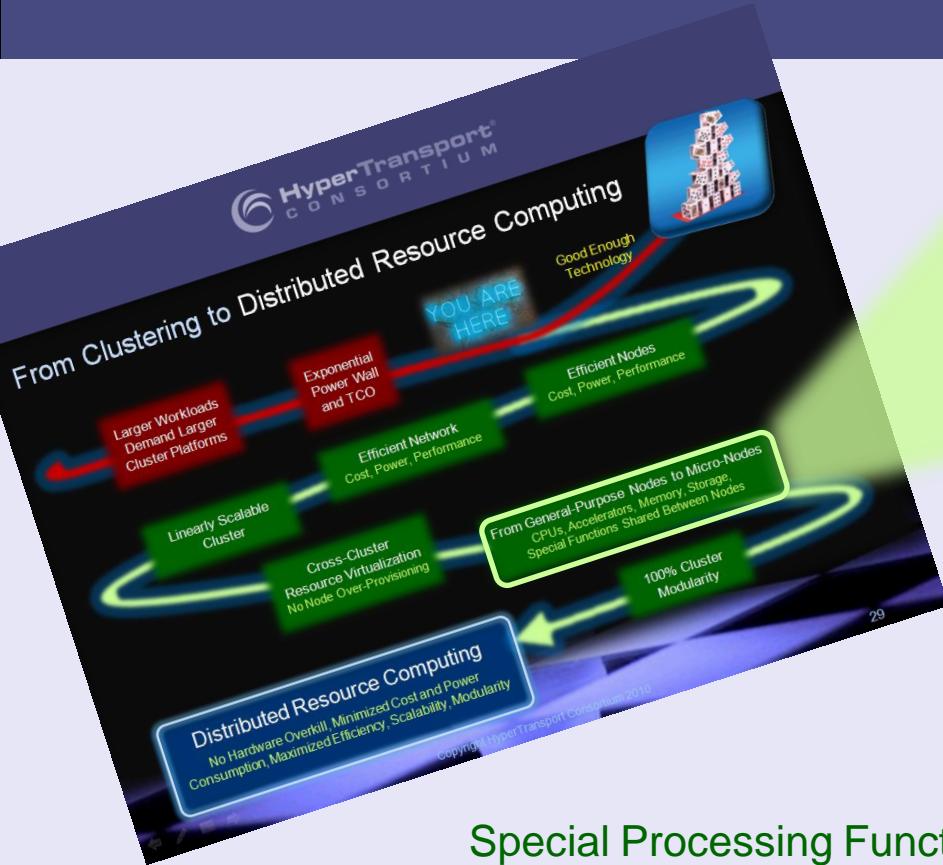 HyperTransport®
CONSORTIUM
From Clustering to Distributed Resource Computing
Good Enough
Technology
YOU ARE
HERE
Efficient Nodes
Cost, Power, Performance
Exponential
Power Wall
and TCO
Larger Workloads
Demand Larger
Cluster Platforms
Efficient Network
Cost, Power, Performance
Linearly Scalable
Cluster
Cross-Cluster
Resource Virtualization
No Node Over-Provisioning
From General-Purpose Nodes to Micro-Nodes
CPUs, Accelerators, Memory, Storage,
Special Functions Shared Between Nodes
100% Cluster
Modularity
Distributed Resource Computing
No Hardware Overkill, Minimized Cost and Power
Consumption, Maximized Efficiency, Scalability, Modularity
29
Copyright HyperTransport Consortium 2010
Special Processing Funct